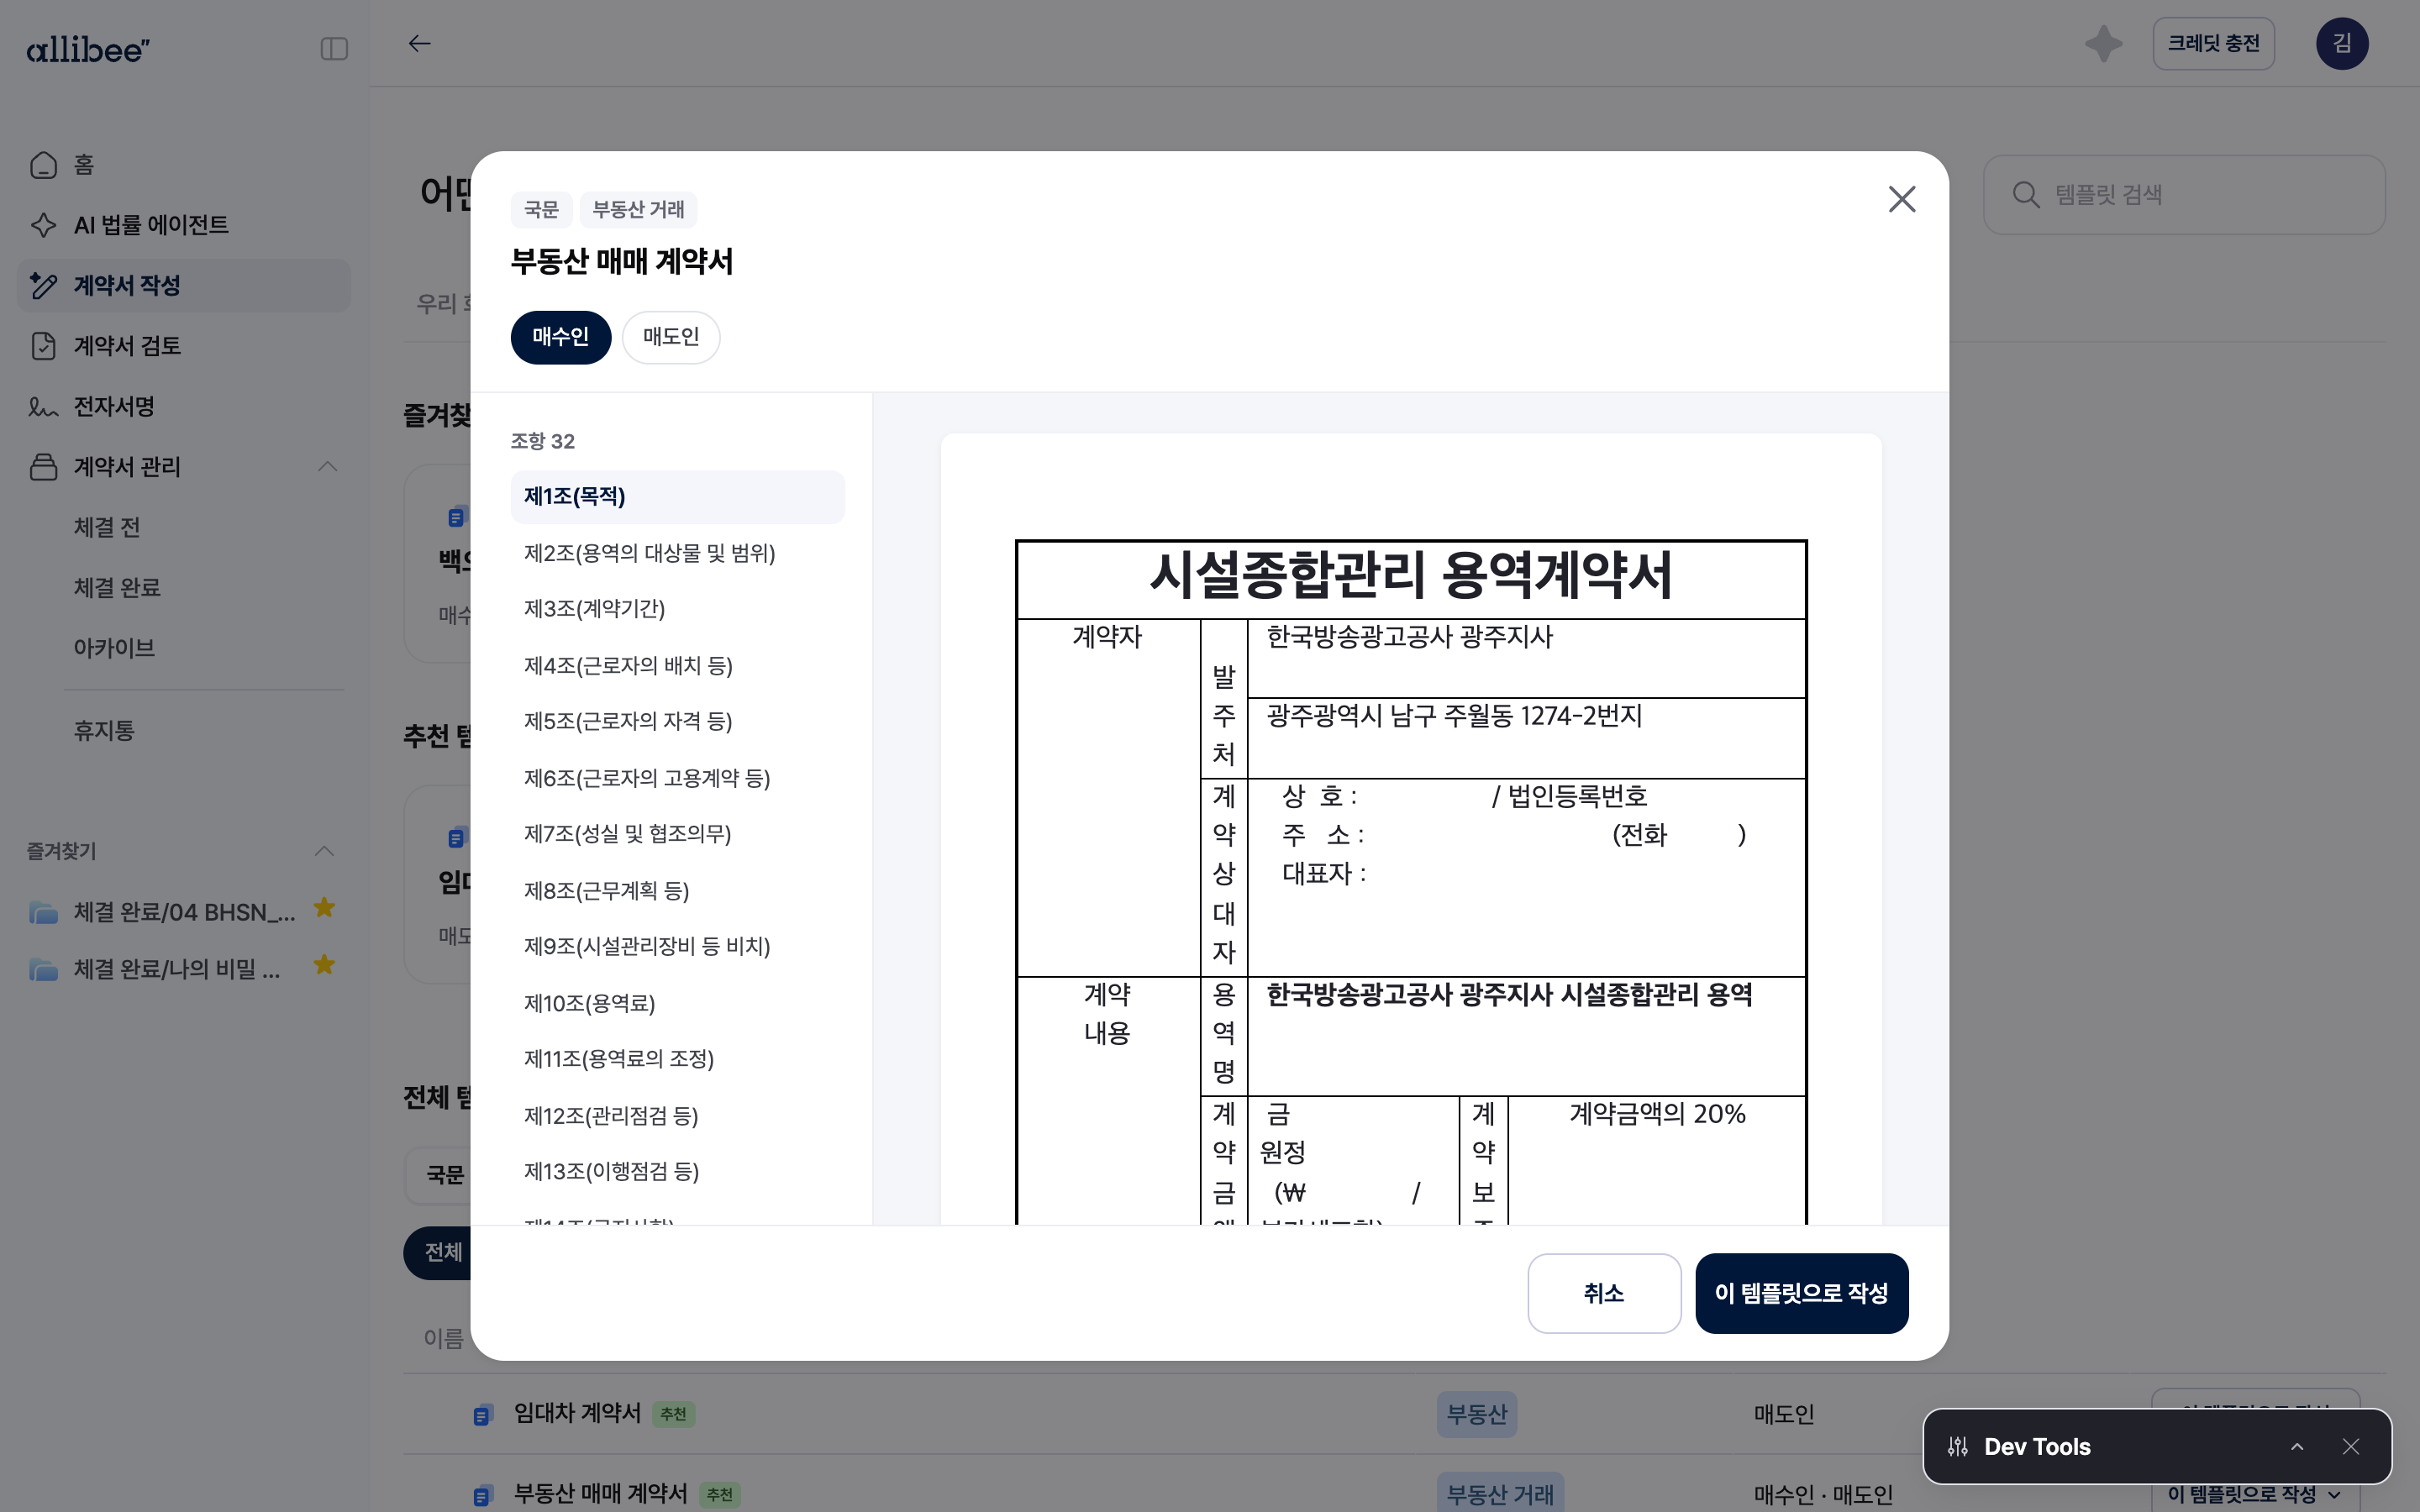 allibee"
크레딧 충전
김
홈
AI 법률 에이전트
계약서 작성
계약서 검토
전자서명
계약서 관리
체결 전
체결 완료
아카이브
휴지통
즐겨찾기
체결 완료/04 BHSN_...
체결 완료/나의 비밀 ...
템플릿 검색
우리
즐겨찾
매수
추천 템
임대
매도
전체 템
국문
전체
이름
국문
부동산 거래
부동산 매매 계약서
매수인
매도인
조항 32
제1조(목적)
제2조(용역의 대상물 및 범위)
제3조(계약기간)
제4조(근로자의 배치 등)
제5조(근로자의 자격 등)
제6조(근로자의 고용계약 등)
제7조(성실 및 협조의무)
제8조(근무계획 등)
제9조(시설관리장비 등 비치)
제10조(용역료)
제11조(용역료의 조정)
제12조(관리점검 등)
제13조(이행점검 등)
시설종합관리 용역계약서
계약자
발주처
한국방송광고공사 광주지사
광주광역시 남구 주월동 1274-2번지
계약상대자
상 호 : / 법인등록번호
주 소 : (전화 )
대표자 :
계약
내용
용역명
한국방송광고공사 광주지사 시설종합관리 용역
계약금
금
원정
(₩ /
계약보
계약금액의 20%
취소
이 템플릿으로 작성
임대차 계약서 추천
부동산
매도인
부동산 매매 계약서 추천
부동산 거래
매수인 · 매도인
이 템플릿으로 작성
Dev Tools